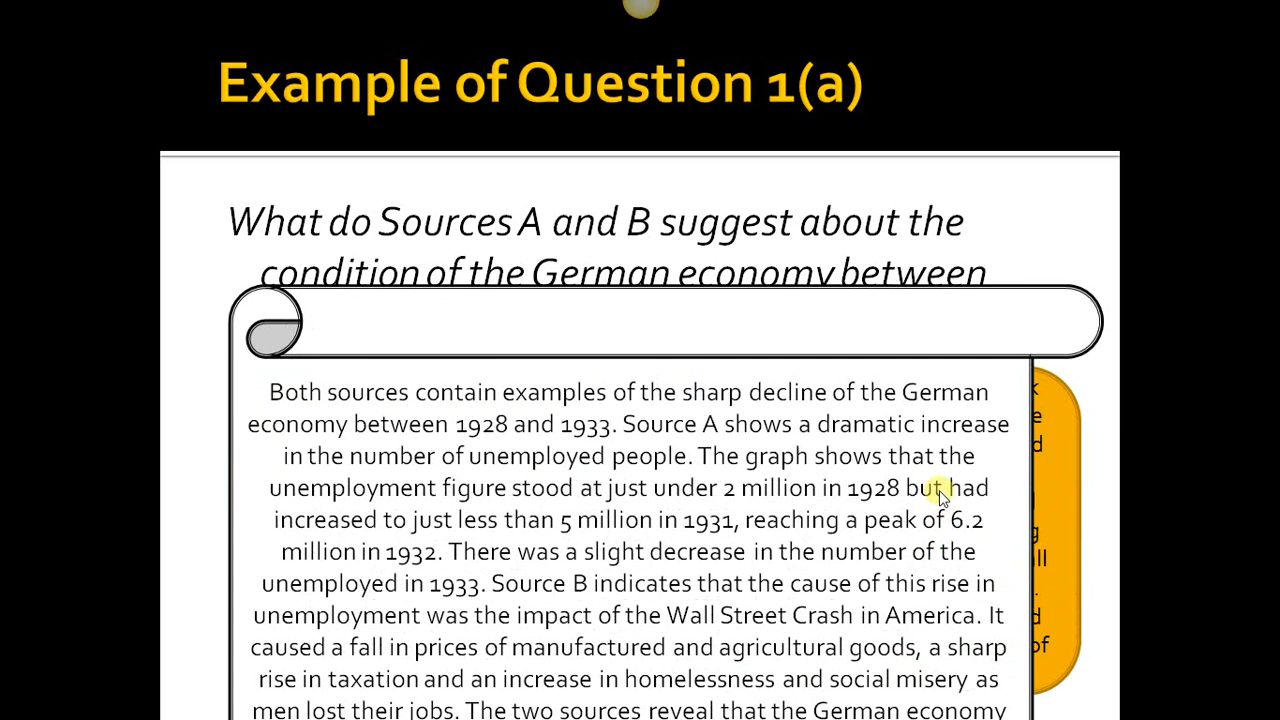 Example of Question 1(a)
What do Sources A and B suggest about the
condition of the German economy between
Both sources contain examples of the sharp decline of the German
economy between 1928 and 1933. Source A shows a dramatic increase
in the number of unemployed people. The graph shows that the
unemployment figure stood at just under 2 million in 1928 but had
increased to just less than 5 million in 1931, reaching a peak of 6.2
million in 1932. There was a slight decrease in the number of the
unemployed in 1933. Source B indicates that the cause of this rise in
unemployment was the impact of the Wall Street Crash in America. It
caused a fall in prices of manufactured and agricultural goods, a sharp
rise in taxation and an increase in homelessness and social misery as
men lost their jobs. The two sources reveal that the German economy